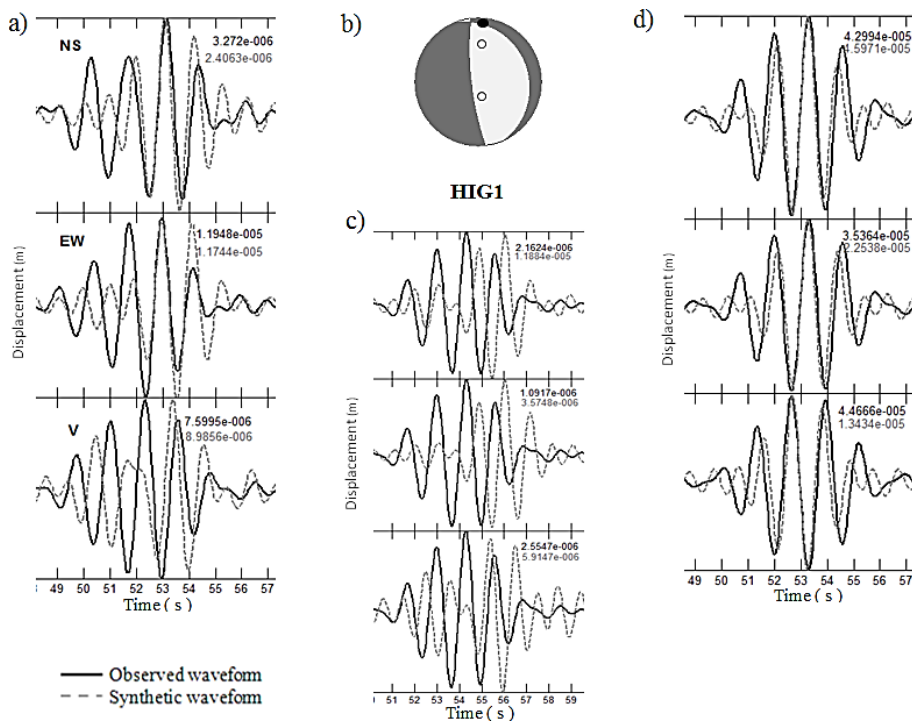 a)
NS
3.272e-006
2.4063e-006
EW
1.1948e-005
1.1744e-005
V
7.5995e-006
8.9856e-006
Displacement (m)
49 50 51 52 53 54 55 56 57
Time ( s )
Observed waveform
Synthetic waveform
b)
HIG1
c)
2.1624e-006
1.1884e-005
1.0917e-006
3.5748e-006
2.5547e-006
5.9147e-006
Displacement (m)
51 52 53 54 55 56 57 58 59
Time ( s )
d)
4.2994e-005
4.5971e-005
3.5364e-005
2.2538e-005
4.4666e-005
1.3434e-005
Displacement (m)
49 50 51 52 53 54 55 56 57
Time ( s )